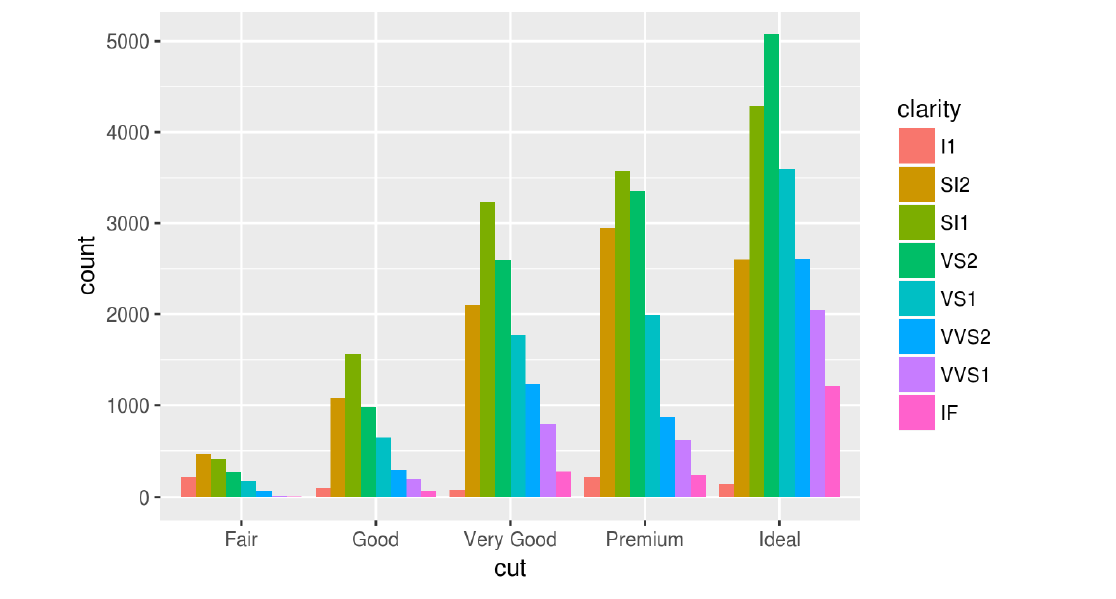 5000
4000
3000
2000
1000
0
count
Fair Good Very Good Premium Ideal
cut
clarity
I1
SI2
SI1
VS2
VS1
VVS2
VVS1
IF